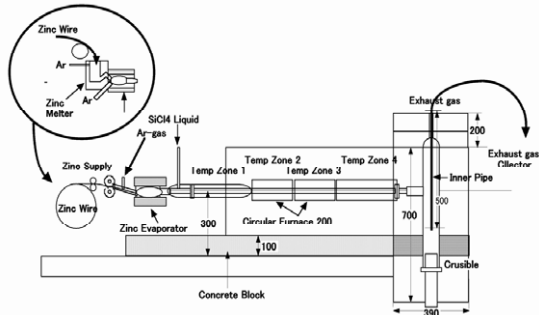 Zinc Wire
Ar
Zinc
Melter
Ar
SiCl4 Liquid
Ar-gas
Zinc Supply
Zinc Wire
Zinc Evaporator
Temp Zone 1
Temp Zone 2
Temp Zone 3
Temp Zone 4
Circular Furnace 200
300
100
Concrete Block
Exhaust gas
200
Exhaust gas
Cllector
Inner Pipe
500
700
Crusible
390